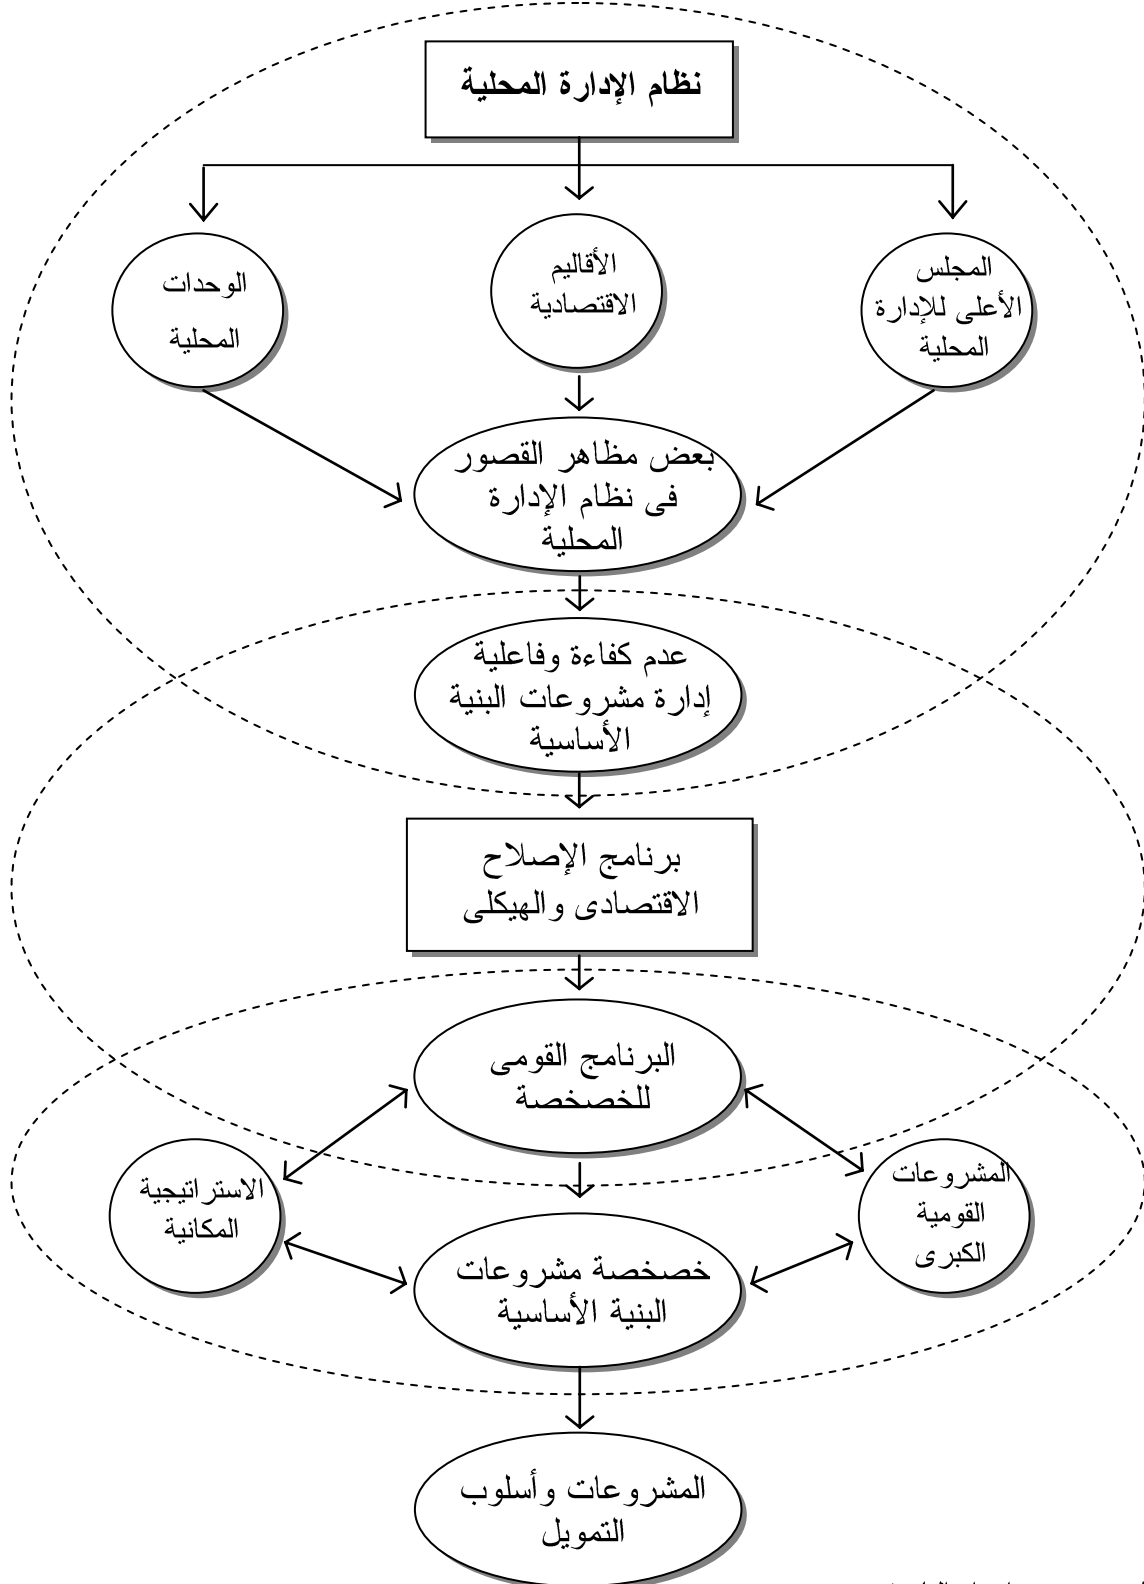 نظام الإدارة المحلية
المجلس
الأعلى للإدارة
المحلية
الأقاليم
الاقتصادية
الوحدات
المحلية
بعض مظاهر القصور
فى نظام الإدارة
المحلية
عدم كفاءة وفاعلية
إدارة مشروعات البنية
الأساسية
برنامج الإصلاح
الاقتصادى والهيكلى
البرنامج القومى
للخصخصة
المشروعات
القومية
الكبرى
الاستراتيجية
المكانية
خصخصة مشروعات
البنية الأساسية
المشروعات وأسلوب
التمويل